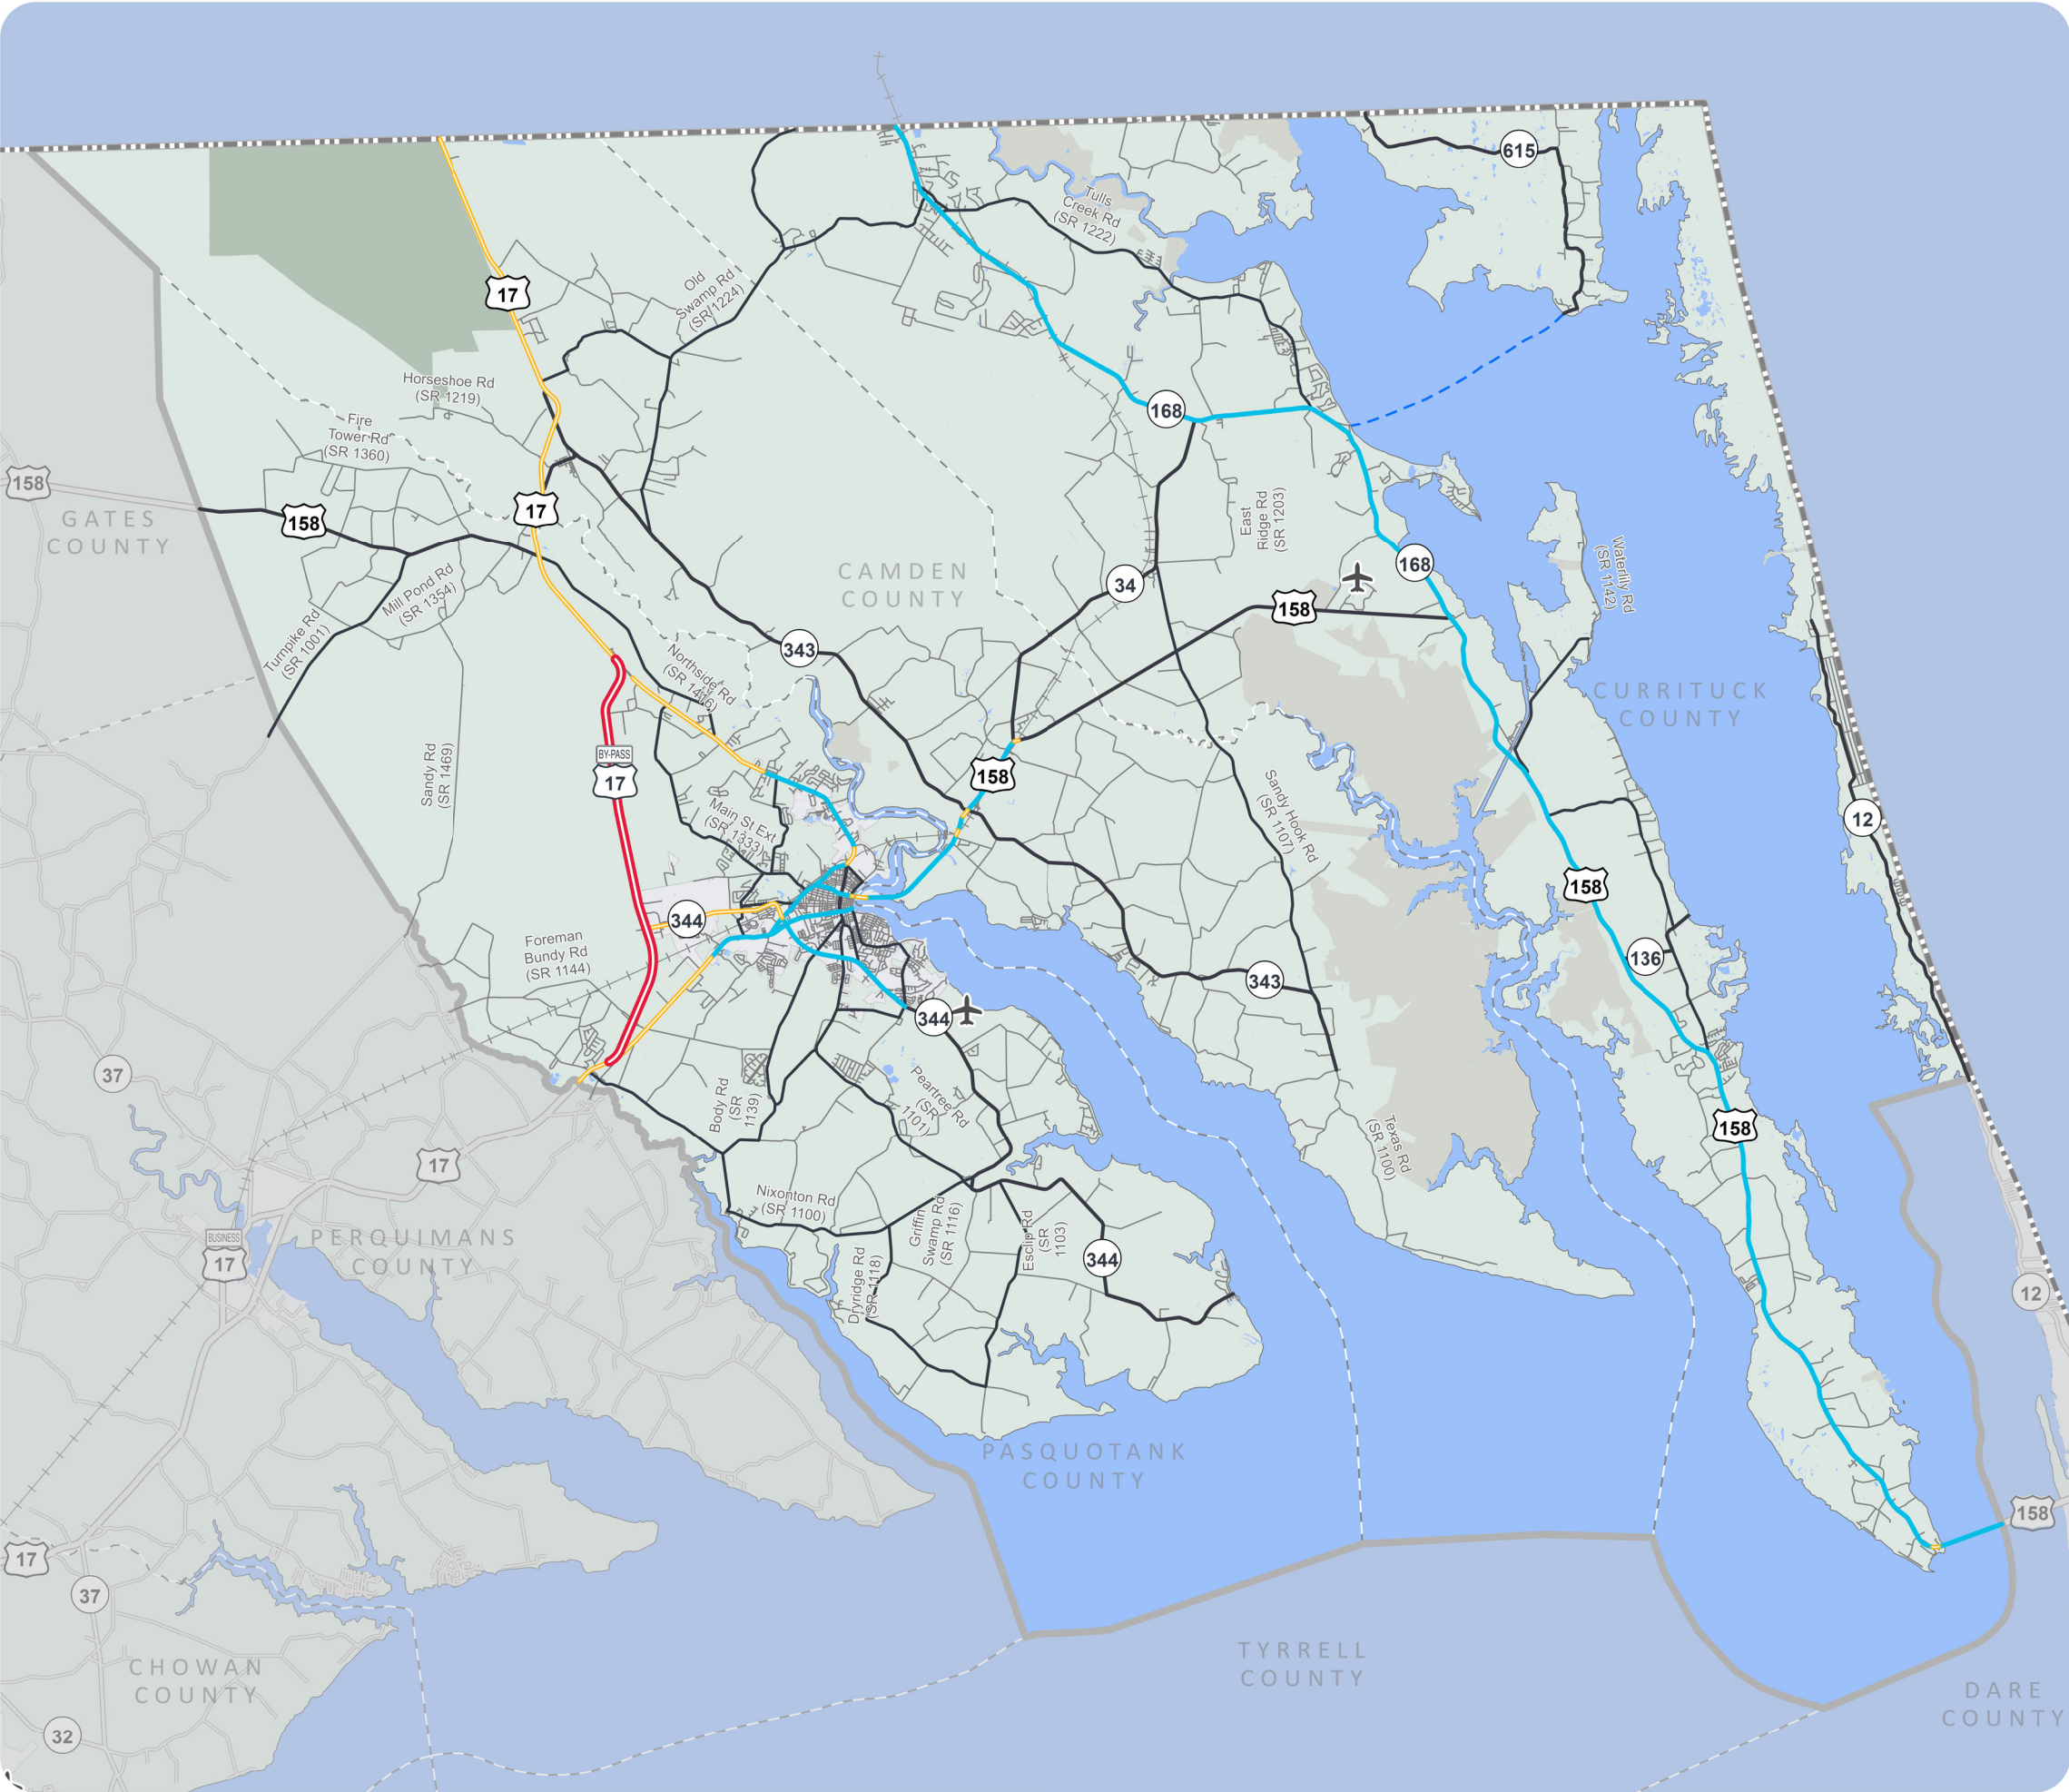 615
Tulls
Creek Rd
(SR 1222)
17
Old
Swamp Rd
(SR 1224)
Horseshoe Rd
(SR 1219)
168
Fire
Tower Rd
(SR 1360)
158
17
158
GATES
COUNTY
East
Ridge Rd
(SR 1203)
168
Waterlily Rd
(SR 1142)
CAMDEN
COUNTY
34
158
Mill Pond Rd
(SR 1354)
Turnpike Rd
(SR 1001)
343
Northside Rd
(SR 1416)
CURRITUCK
COUNTY
BY-PASS
17
158
Sandy Rd
(SR 1469)
Main St Ext
(SR 1333)
Sandy Hook Rd
(SR 1107)
12
158
344
Foreman
Bundy Rd
(SR 1144)
136
343
344
37
Body Rd
(SR
1139)
Peartree Rd
(SR
1101)
158
Texas Rd
(SR 1100)
17
Nixonton Rd
(SR 1100)
Griffin
Swamp Rd
(SR 1116)
Esclip Rd
(SR
1103)
BUSINESS
17
PERQUIMANS
COUNTY
344
Dryridge Rd
(SR 1118)
12
PASQUOTANK
COUNTY
158
17
37
TYRRELL
COUNTY
CHOWAN
COUNTY
DARE
COUNTY
32